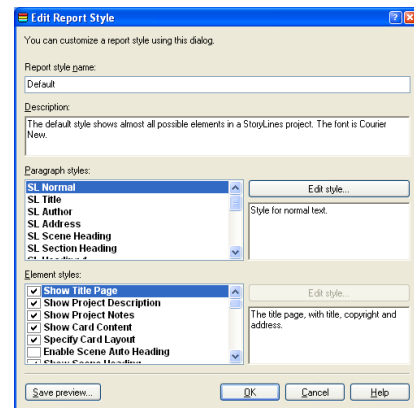 Edit Report Style
You can customize a report style using this dialog.
Report style name:
Default
Description:
The default style shows almost all possible elements in a StoryLines project. The font is Courier
New.
Paragraph styles:
SL Normal
SL Title
SL Author
SL Address
SL Scene Heading
SL Section Heading
Edit style...
Style for normal text.
Element styles:
Show Title Page
Show Project Description
Show Project Notes
Show Card Content
Specify Card Layout
Enable Scene Auto Heading
Show Scene Heading
Edit style...
The title page, with title, copyright and
address.
Save preview...
OK
Cancel
Help